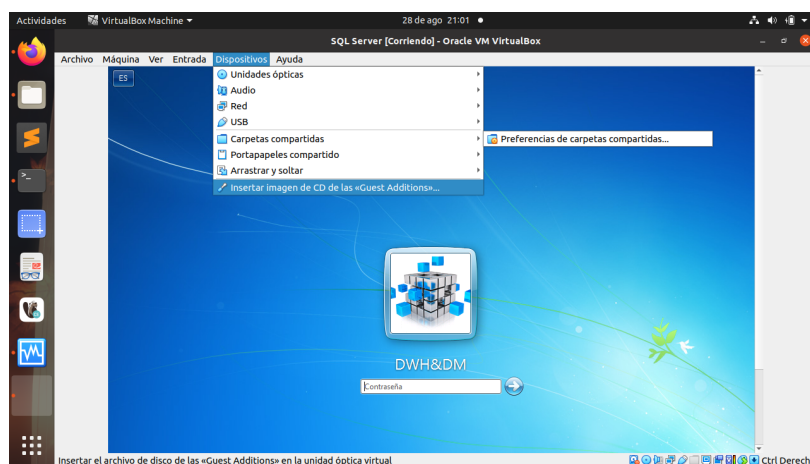 Actividades VirtualBox Machine 28 de ago 21:01
SQL Server [Corriendo] - Oracle VM VirtualBox
Archivo Máquina Ver Entrada Dispositivos Ayuda
ES
Unidades ópticas
Audio
Red
USB
Carpetas compartidas
Preferencias de carpetas compartidas...
Portapapeles compartido
Arrastrar y soltar
Insertar imagen de CD de las «Guest Additions»...
DWH&DM
Contraseña
Insertar el archivo de disco de las «Guest Additions» en la unidad óptica virtual Ctrl Derech